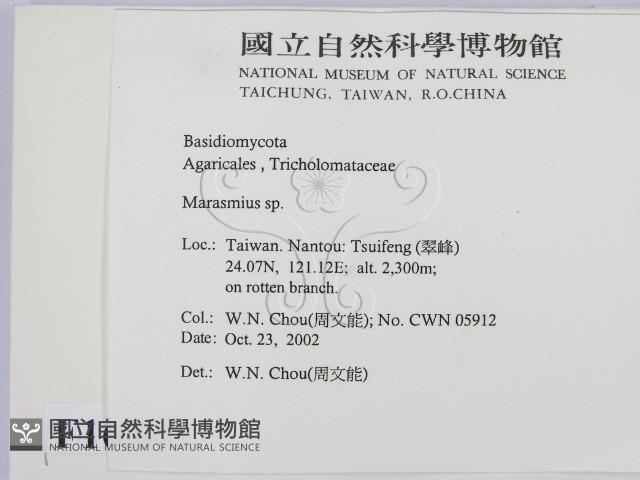 國立自然科學博物館
NATIONAL MUSEUM OF NATURAL SCIENCE
TAICHUNG, TAIWAN, R.O.CHINA
Basidiomycota
Agaricales , Tricholomataceae
Marasmius sp.
Loc.: Taiwan. Nantou: Tsuifeng (翠峰)
24.07N, 121.12E; alt. 2,300m;
on rotten branch.
Col.: W.N. Chou(周文能); No. CWN 05912
Date: Oct. 23, 2002
Det.: W.N. Chou(周文能)
國立自然科學博物館
NATIONAL MUSEUM OF NATURAL SCIENCE